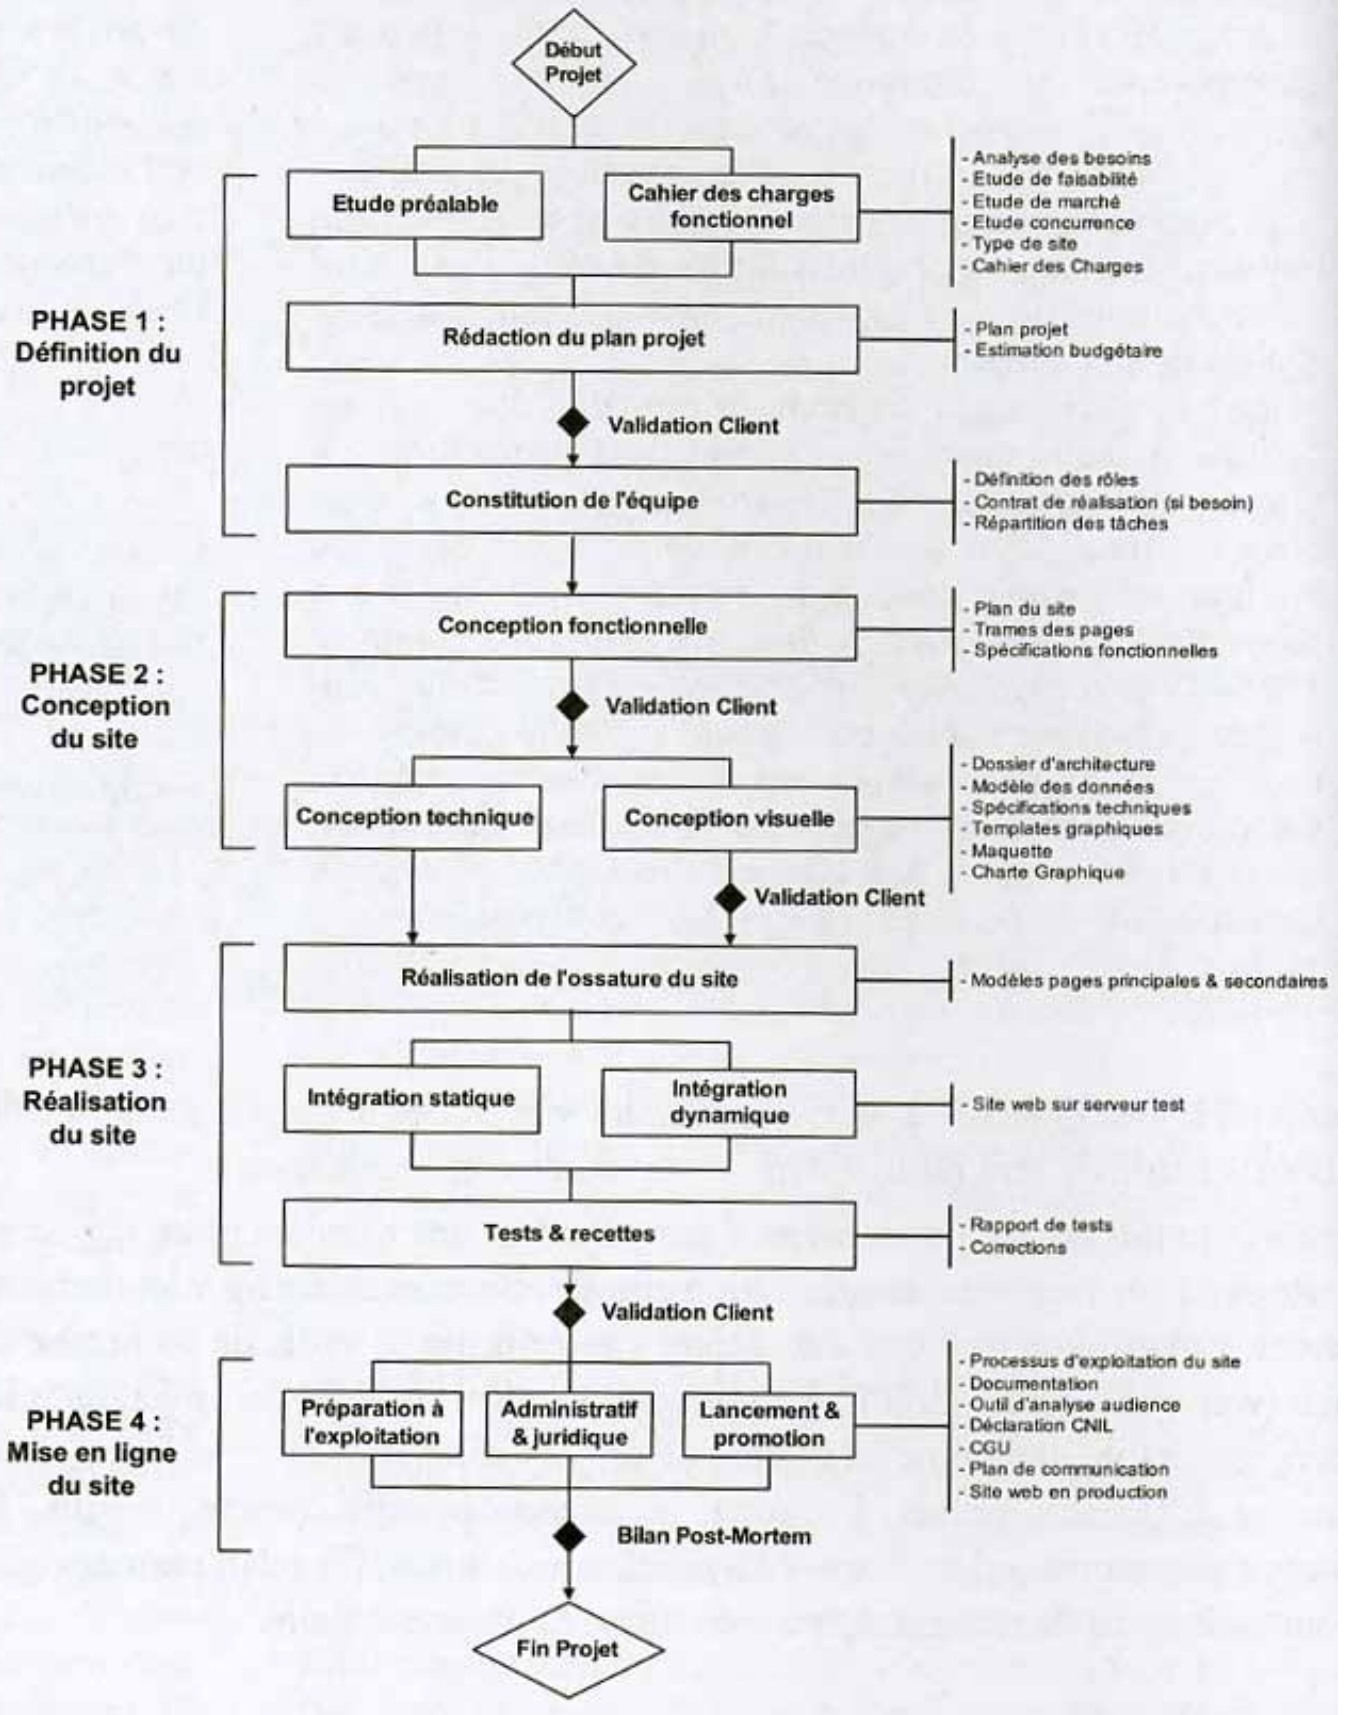 Début
Projet
Etude préalable
Cahier des charges
fonctionnel
- Analyse des besoins
- Etude de faisabilité
- Etude de marché
- Etude concurrence
- Type de site
- Cahier des Charges
PHASE 1 :
Définition du
projet
Rédaction du plan projet
- Plan projet
- Estimation budgétaire
Validation Client
Constitution de l'équipe
- Définition des rôles
- Contrat de réalisation (si besoin)
- Répartition des tâches
PHASE 2 :
Conception
du site
Conception fonctionnelle
- Plan du site
- Trames des pages
- Spécifications fonctionnelles
Validation Client
Conception technique
Conception visuelle
- Dossier d'architecture
- Modèle des données
- Spécifications techniques
- Templates graphiques
- Maquette
- Charte Graphique
Validation Client
PHASE 3 :
Réalisation
du site
Réalisation de l'ossature du site
- Modèles pages principales & secondaires
Intégration statique
Intégration
dynamique
- Site web sur serveur test
Tests & recettes
- Rapport de tests
- Corrections
Validation Client
PHASE 4 :
Mise en ligne
du site
Préparation à
l'exploitation
Administratif
& juridique
Lancement &
promotion
- Processus d'exploitation du site
- Documentation
- Outil d'analyse audience
- Déclaration CNIL
- CGU
- Plan de communication
- Site web en production
Bilan Post-Mortem
Fin Projet